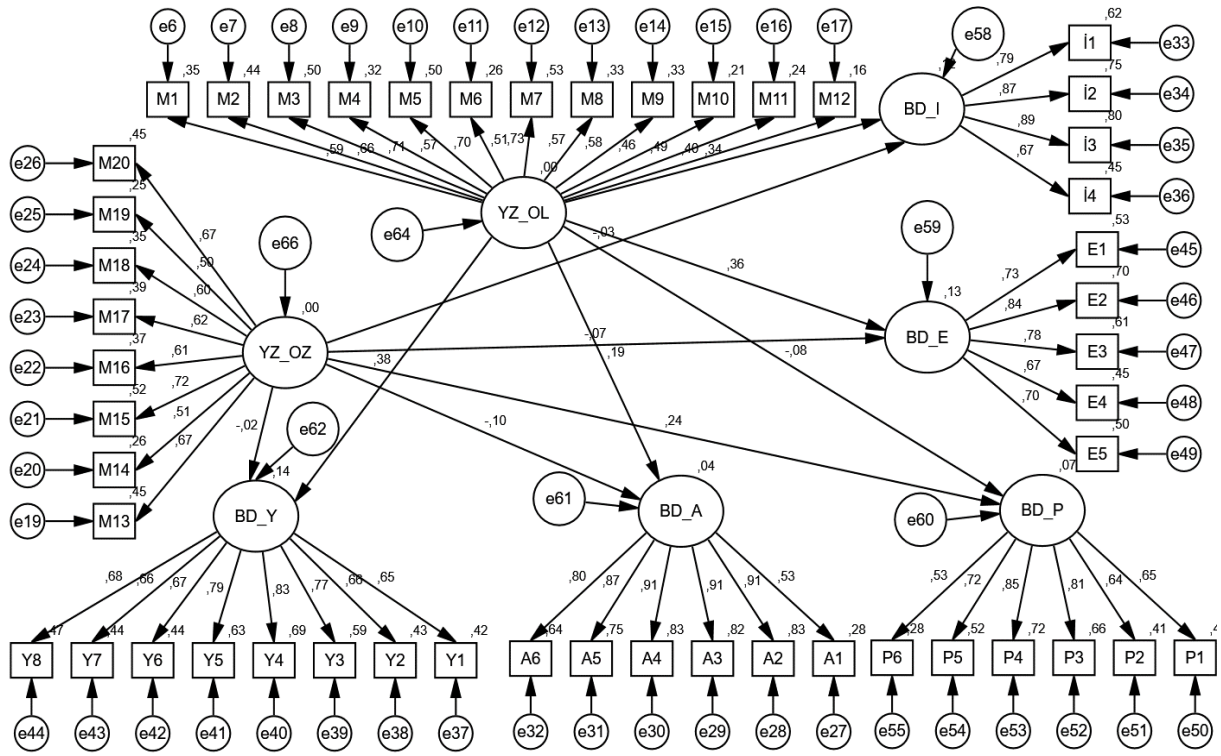 e6 e7 e8 e9 e10 e11 e12 e13 e14 e15 e16 e17
,35 ,44 ,50 ,32 ,50 ,26 ,53 ,33 ,33 ,21 ,24 ,16
M1 M2 M3 M4 M5 M6 M7 M8 M9 M10 M11 M12
,59 ,66 ,71 ,57 ,70 ,51 ,73 ,57 ,58 ,46 ,49 ,40 ,34
,00
YZ_OL
e64
e58
BD_I
,79 ,87 ,89 ,67
,62
İ1 e33
,75
İ2 e34
,80
İ3 e35
,45
İ4 e36
,45
e26 M20
,25
e25 M19
,35
e24 M18
,39
e23 M17
,37
e22 M16
,52
e21 M15
,26
e20 M14
,45
e19 M13
,67
,50
,60
,62
,61
,72
,51
,67
e66
,00
YZ_OZ
-,03
,36
-,07
,19
-,08
,38
-,02
-,10
,24
e59
,13
BD_E
,73
,84
,78
,67
,70
,53
E1 e45
,70
E2 e46
,61
E3 e47
,45
E4 e48
,50
E5 e49
e62
,14
BD_Y
,68 ,66 ,67 ,79 ,83 ,77 ,66 ,65
,47 ,44 ,44 ,63 ,69 ,59 ,43 ,42
Y8 Y7 Y6 Y5 Y4 Y3 Y2 Y1
e44 e43 e42 e41 e40 e39 e38 e37
e61
,04
BD_A
,80 ,87 ,91 ,91 ,91 ,53
,64 ,75 ,83 ,82 ,83 ,28
A6 A5 A4 A3 A2 A1
e32 e31 e30 e29 e28 e27
e60
,07
BD_P
,53 ,72 ,85 ,81 ,64 ,65
,28 ,52 ,72 ,66 ,41
P6 P5 P4 P3 P2 P1
e55 e54 e53 e52 e51 e50